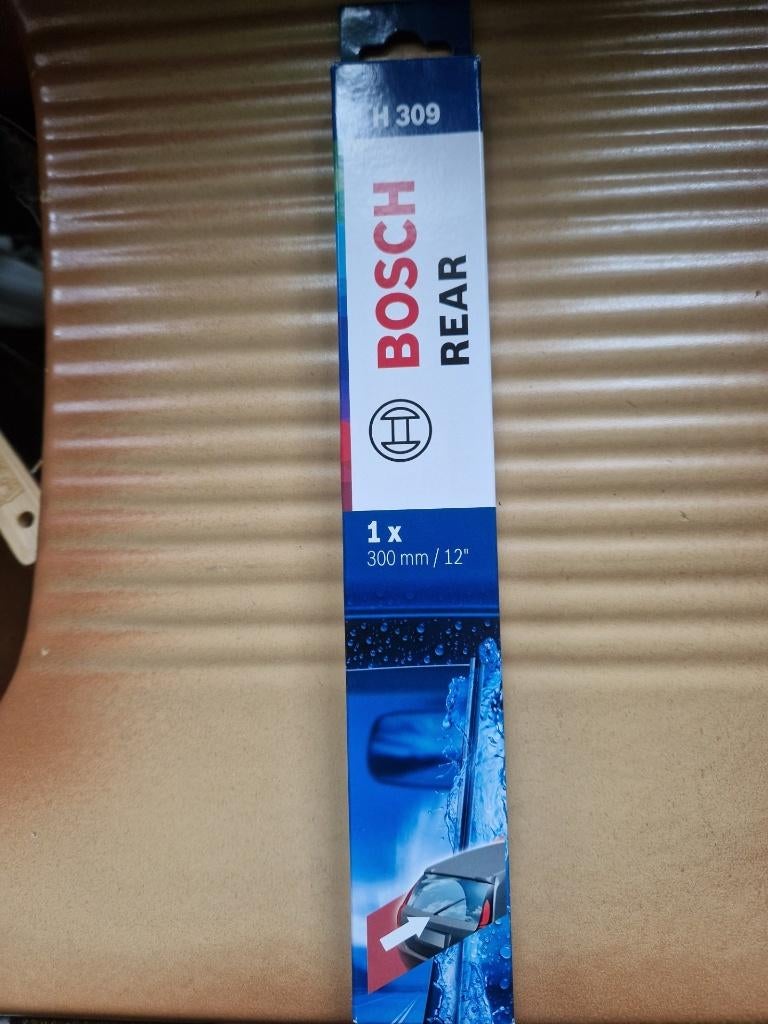 H 309
BOSCH
REAR
1 x
300 mm / 12"